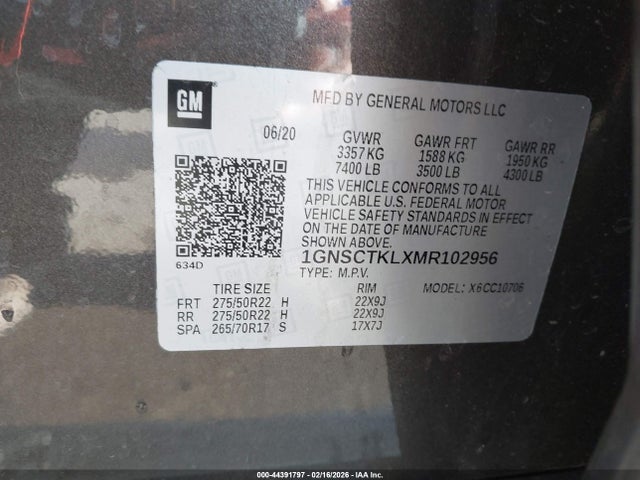 GM
MFD BY GENERAL MOTORS LLC
06/20 GVWR GAWR FRT GAWR RR
3357 KG 1588 KG 1950 KG
7400 LB 3500 LB 4300 LB
THIS VEHICLE CONFORMS TO ALL
APPLICABLE U.S. FEDERAL MOTOR
VEHICLE SAFETY STANDARDS IN EFFECT
ON THE DATE OF MANUFACTURE
SHOWN ABOVE.
634D 1GNSCTKLXMR102956
TYPE: M.P.V. MODEL: X6CC10706
TIRE SIZE RIM
FRT 275/50R22 H 22X9J
RR 275/50R22 H 22X9J
SPA 265/70R17 S 17X7J
000-44391797 - 02/16/2026 - IAA Inc.